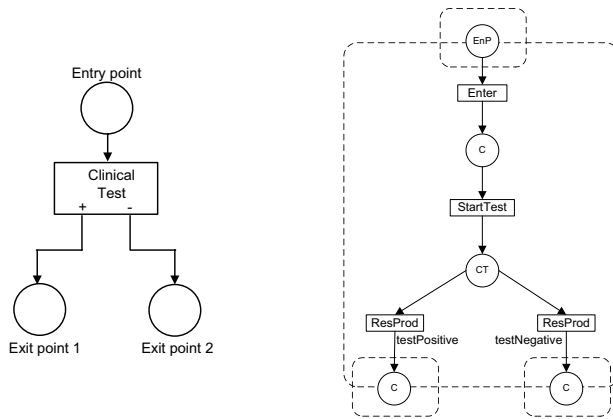 Entry point
Clinical
Test
+ -
Exit point 1 Exit point 2
EnP
Enter
C
StartTest
CT
ResProd ResProd
testPositive testNegative
C C